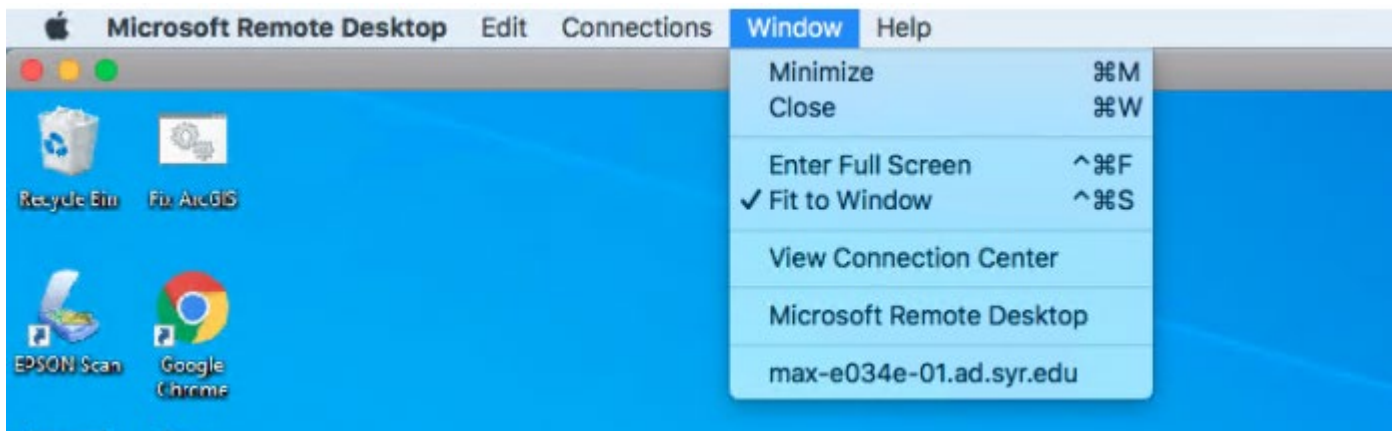 Microsoft Remote Desktop Edit Connections Window Help
Minimize ⌘M
Close ⌘W
Enter Full Screen ^⌘F
✓ Fit to Window ^⌘S
View Connection Center
Microsoft Remote Desktop
max-e034e-01.ad.syr.edu
Recycle Bin Fix ArcGIS
EPSON Scan Google
Chrome